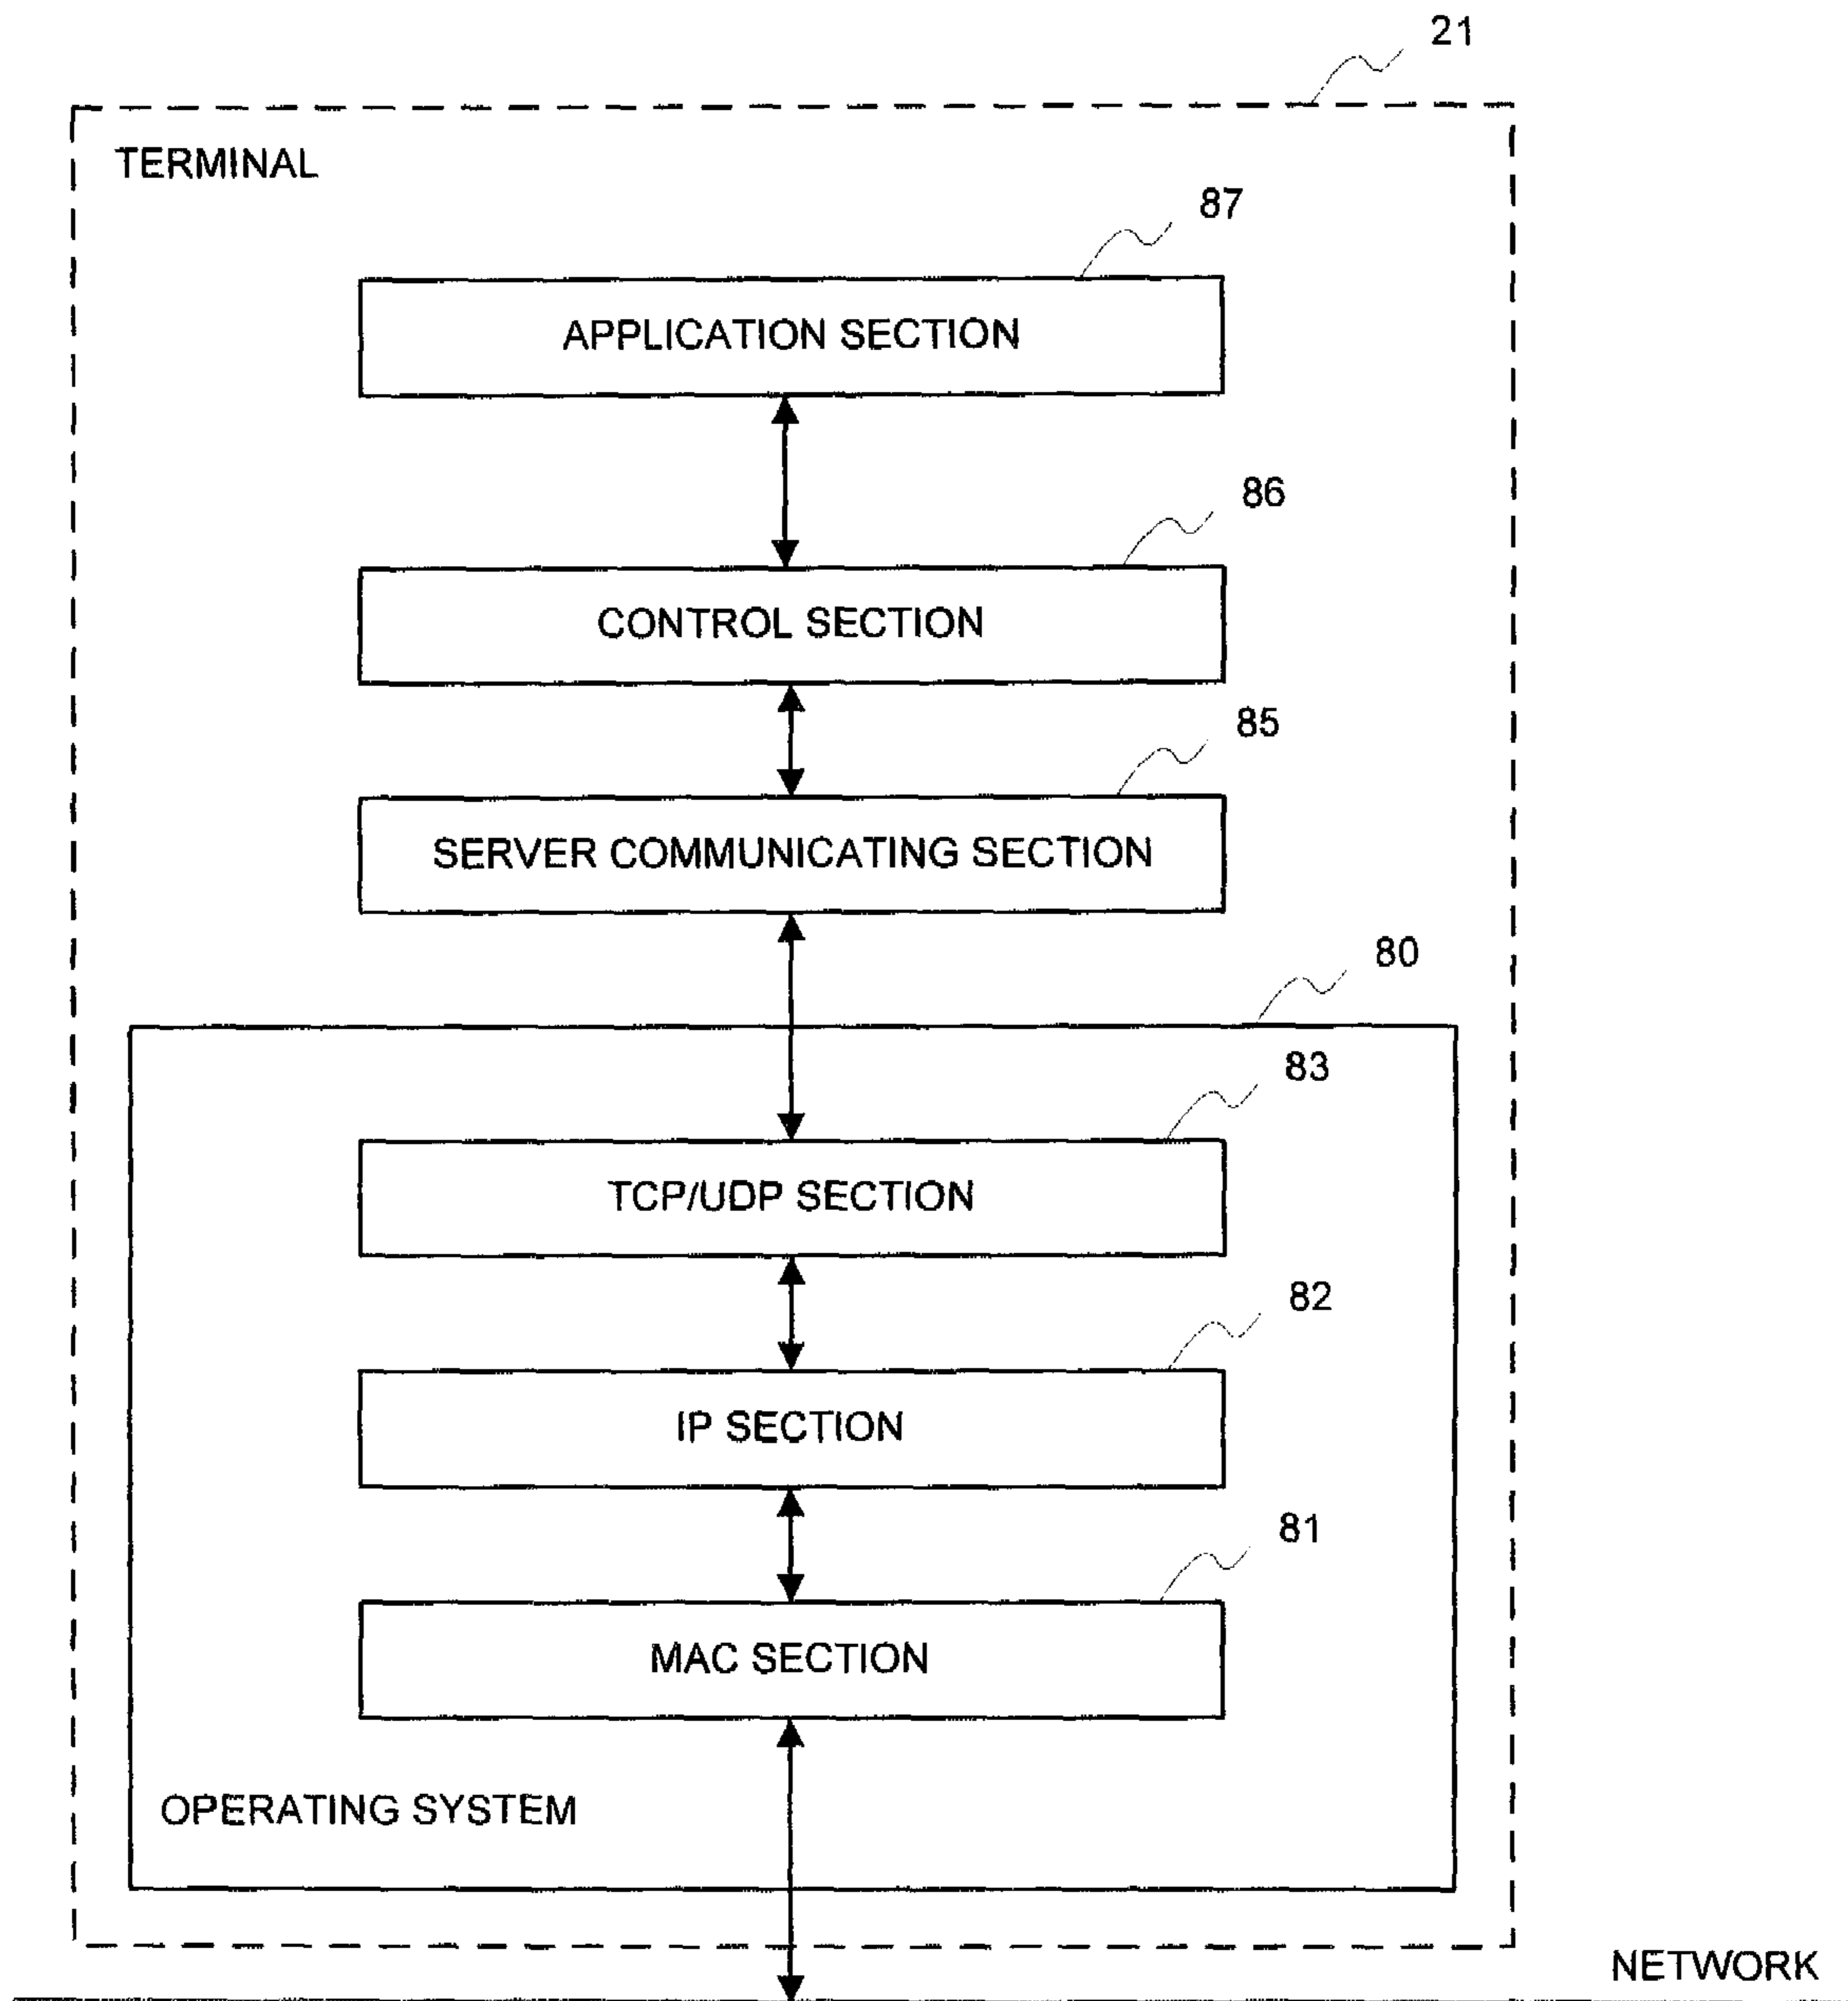 21
TERMINAL
87
APPLICATION SECTION
86
CONTROL SECTION
85
SERVER COMMUNICATING SECTION
80
83
TCP/UDP SECTION
82
IP SECTION
81
MAC SECTION
OPERATING SYSTEM
NETWORK